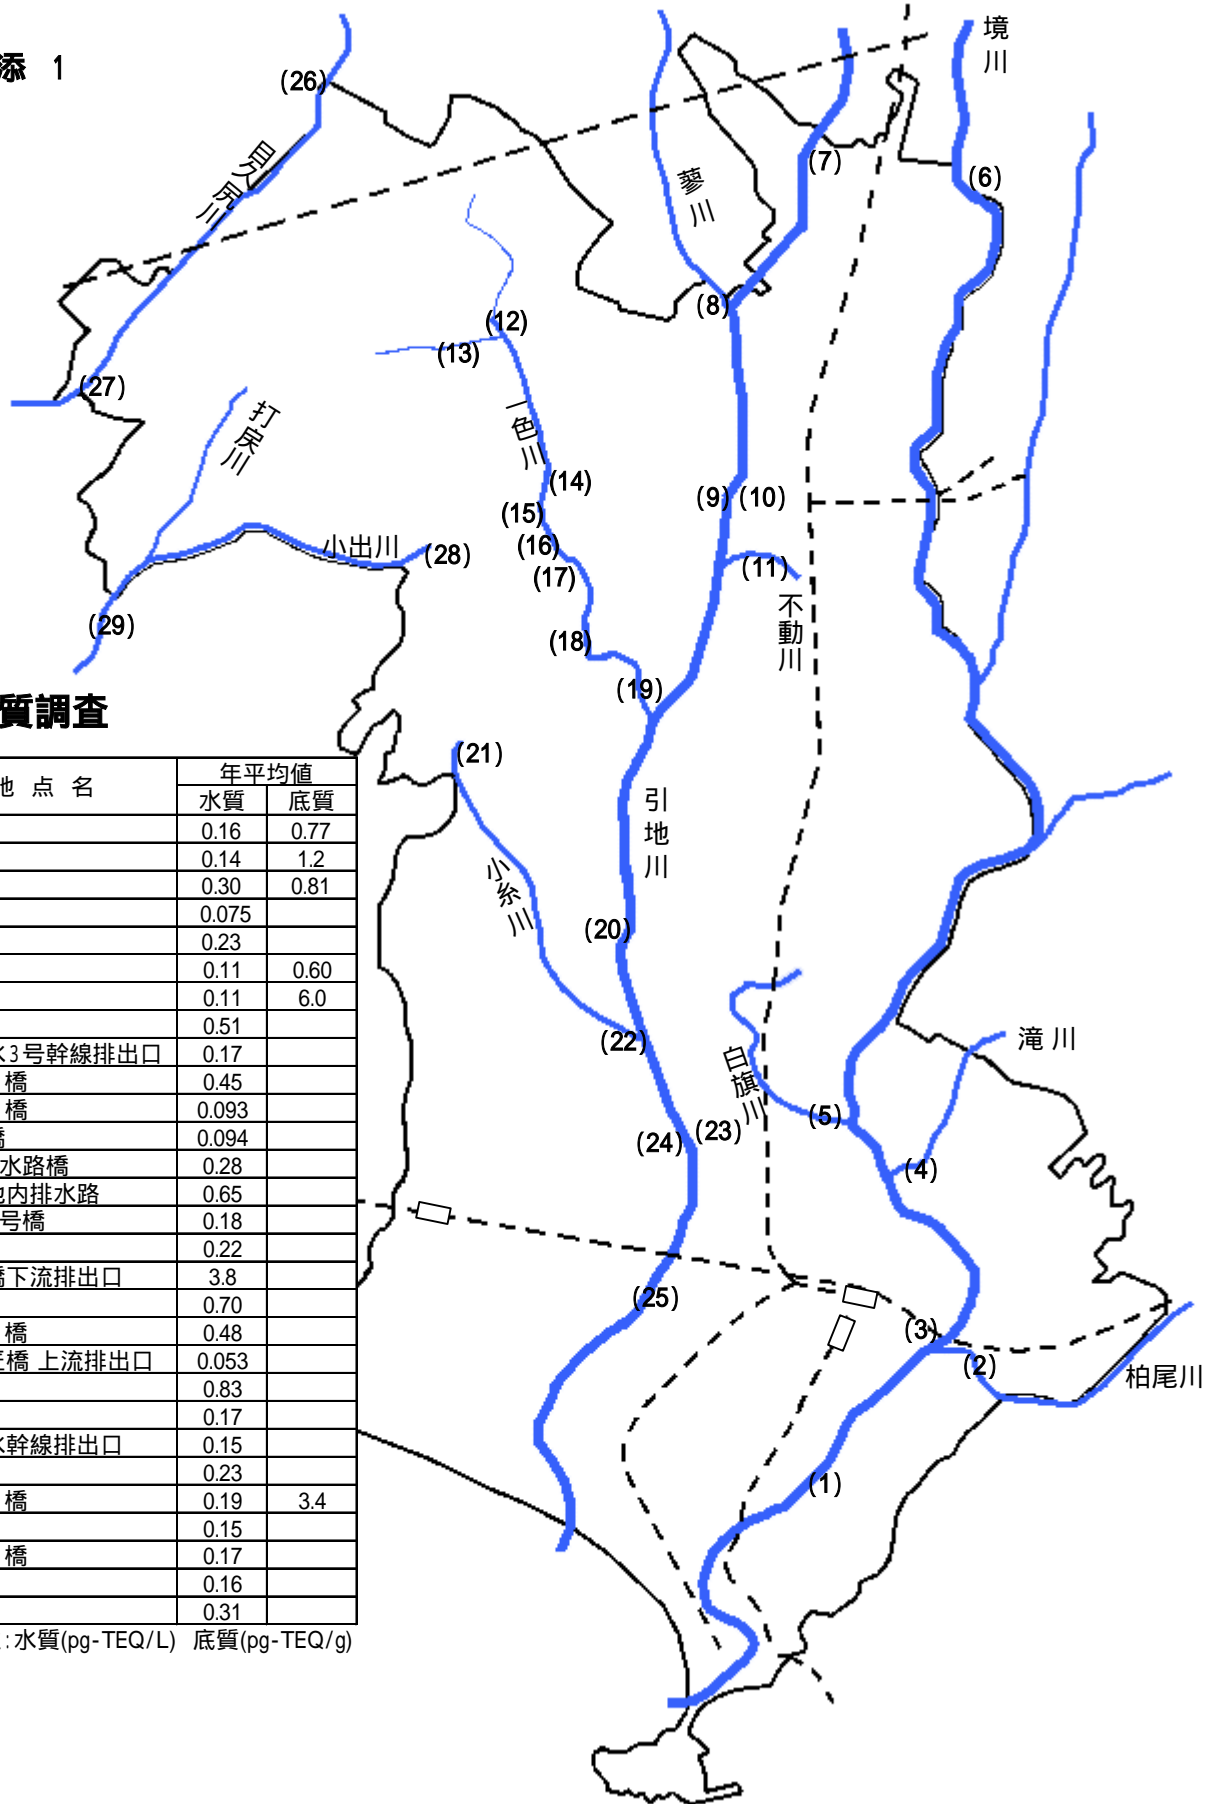 添 1
境川
(26)
目久尻川
(7)
(6)
蓼川
(8)
(12)
(13)
(27)
打戻川
一色川
(14)
(9)
(10)
(15)
(16)
小出川
(28)
(17)
(11)
不動川
(29)
(18)
(19)
質調査
(21)
地 点 名
年平均値
水質 底質
0.16 0.77
0.14 1.2
0.30 0.81
0.075
0.23
0.11 0.60
0.11 6.0
0.51
水3号幹線排出口 0.17
橋 0.45
橋 0.093
橋 0.094
水路橋 0.28
地内排水路 0.65
号橋 0.18
0.22
橋下流排出口 3.8
0.70
橋 0.48
橋 上流排出口 0.053
0.83
0.17
水幹線排出口 0.15
0.23
橋 0.19 3.4
0.15
橋 0.17
0.16
0.31
:水質(pg-TEQ/L) 底質(pg-TEQ/g)
引地川
小糸川
(20)
(22)
滝川
白旗川
(5)
(23)
(24)
(4)
(25)
(3)
(2)
柏尾川
(1)